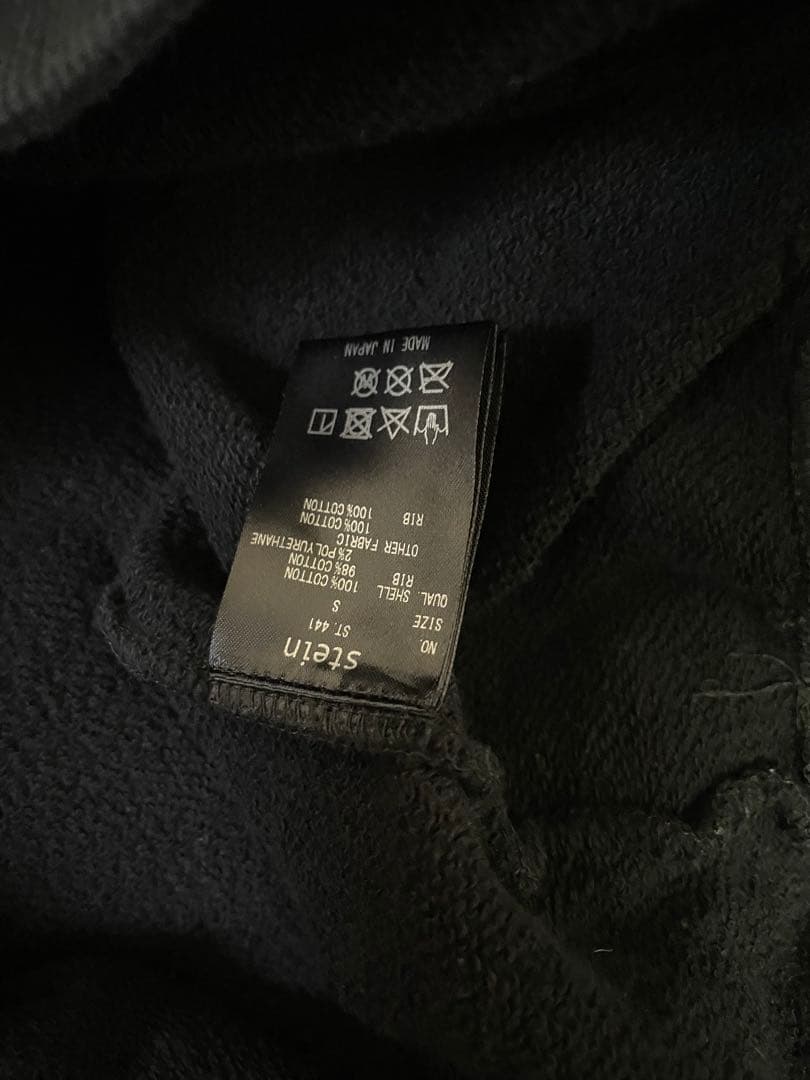 stein
NO. ST.441
SIZE S
QUAL. SHELL 100% COTTON
RIB 98% COTTON
2% POLYURETHANE
OTHER FABRIC
100% COTTON
RIB 100% COTTON
MADE IN JAPAN